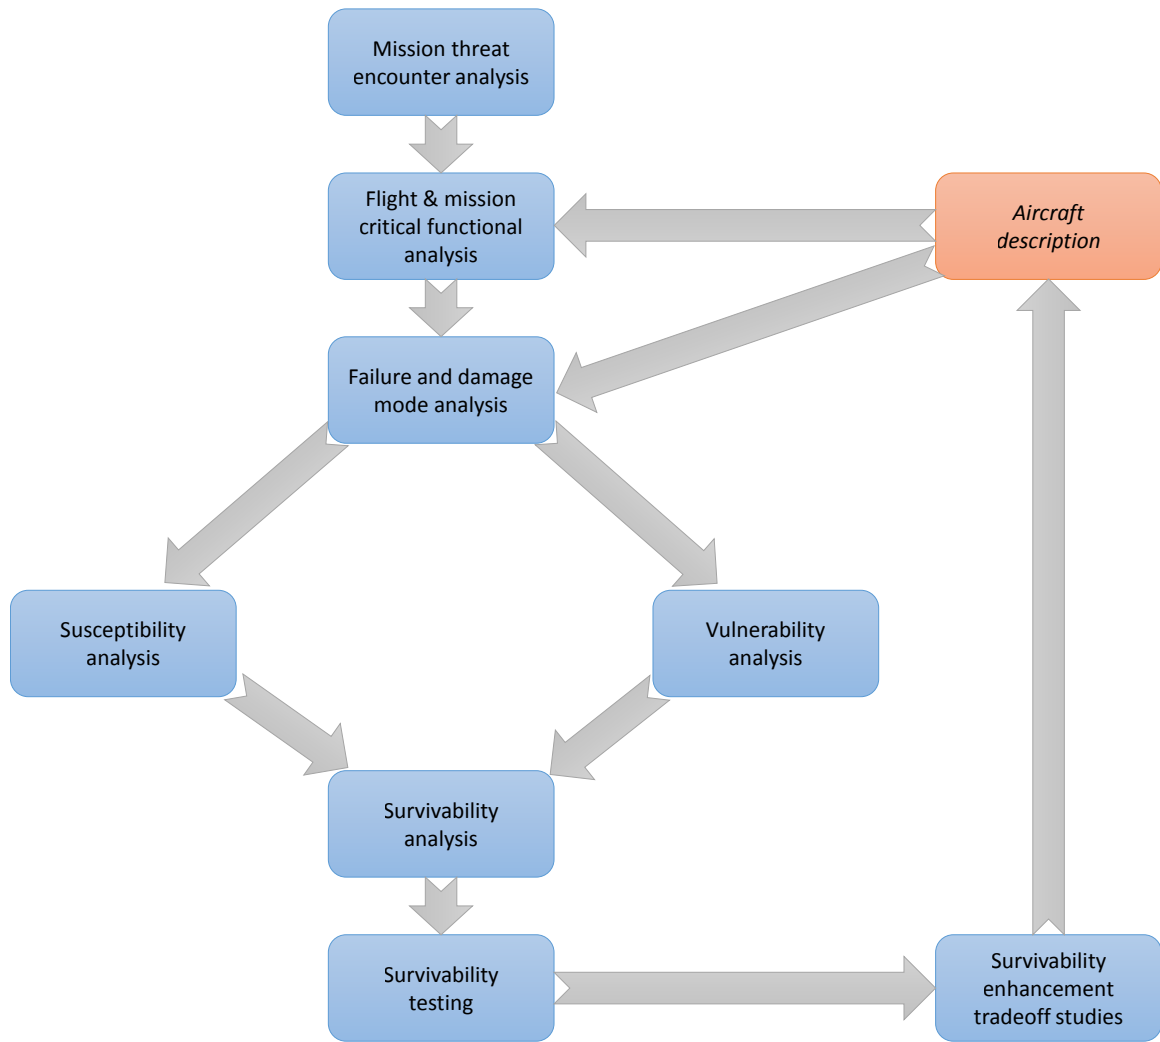 Mission threat
encounter analysis
Flight & mission
critical functional
analysis
Aircraft
description
Failure and damage
mode analysis
Susceptibility
analysis
Vulnerability
analysis
Survivability
analysis
Survivability
testing
Survivability
enhancement
tradeoff studies